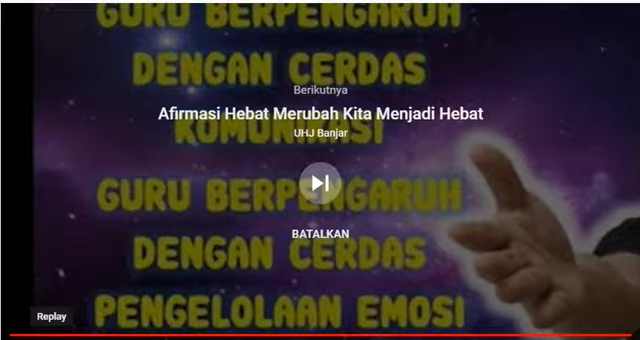 GURU BERPENGARUH
DENGAN CERDAS
Berikutnya
Afirmasi Hebat Merubah Kita Menjadi Hebat
KOMUNIKASI
UHJ Banjar
GURU BERPENGARUH
BATALKAN
DENGAN CERDAS
PENGELOLAAN EMOSI
Replay